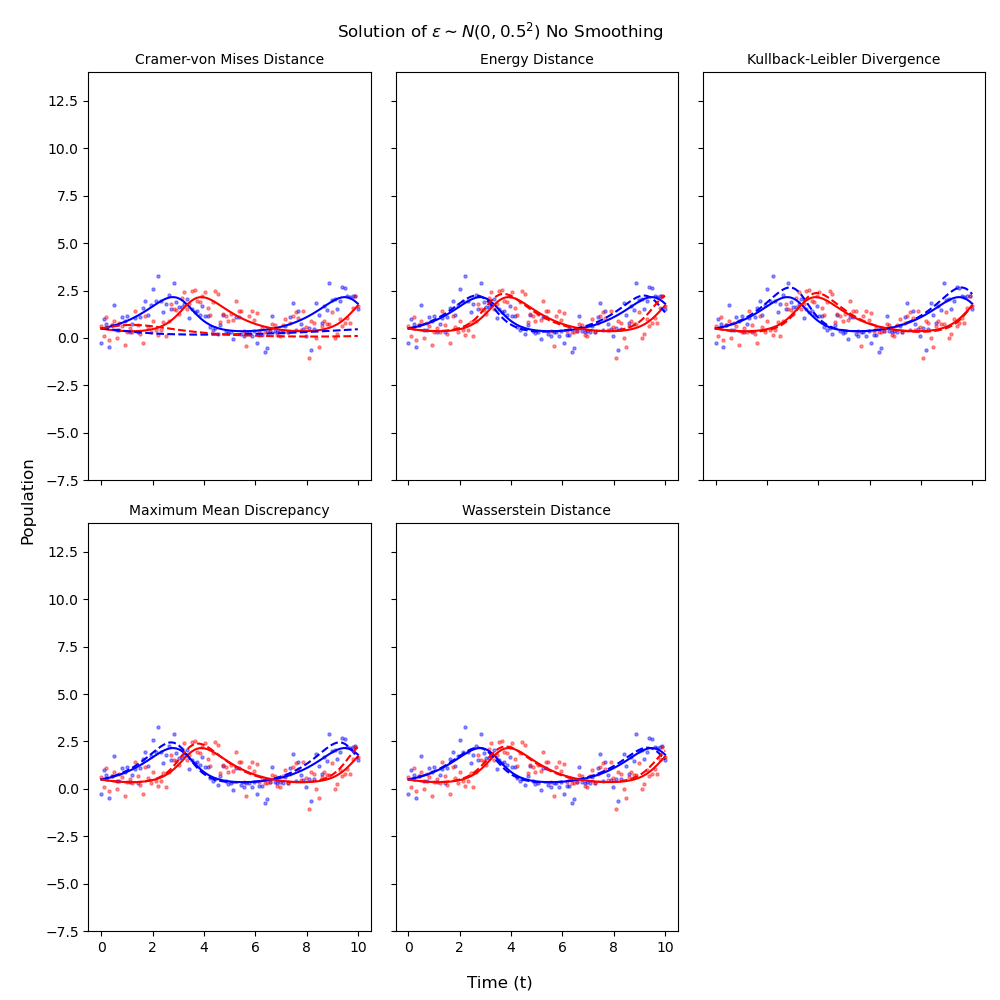 Solution of ε ~ N(0, 0.5²) No Smoothing
Cramer-von Mises Distance
Energy Distance
Kullback-Leibler Divergence
12.5
10.0
7.5
5.0
2.5
0.0
−2.5
−5.0
−7.5
Population
Maximum Mean Discrepancy
Wasserstein Distance
12.5
10.0
7.5
5.0
2.5
0.0
−2.5
−5.0
−7.5
0 2 4 6 8 10
0 2 4 6 8 10
Time (t)